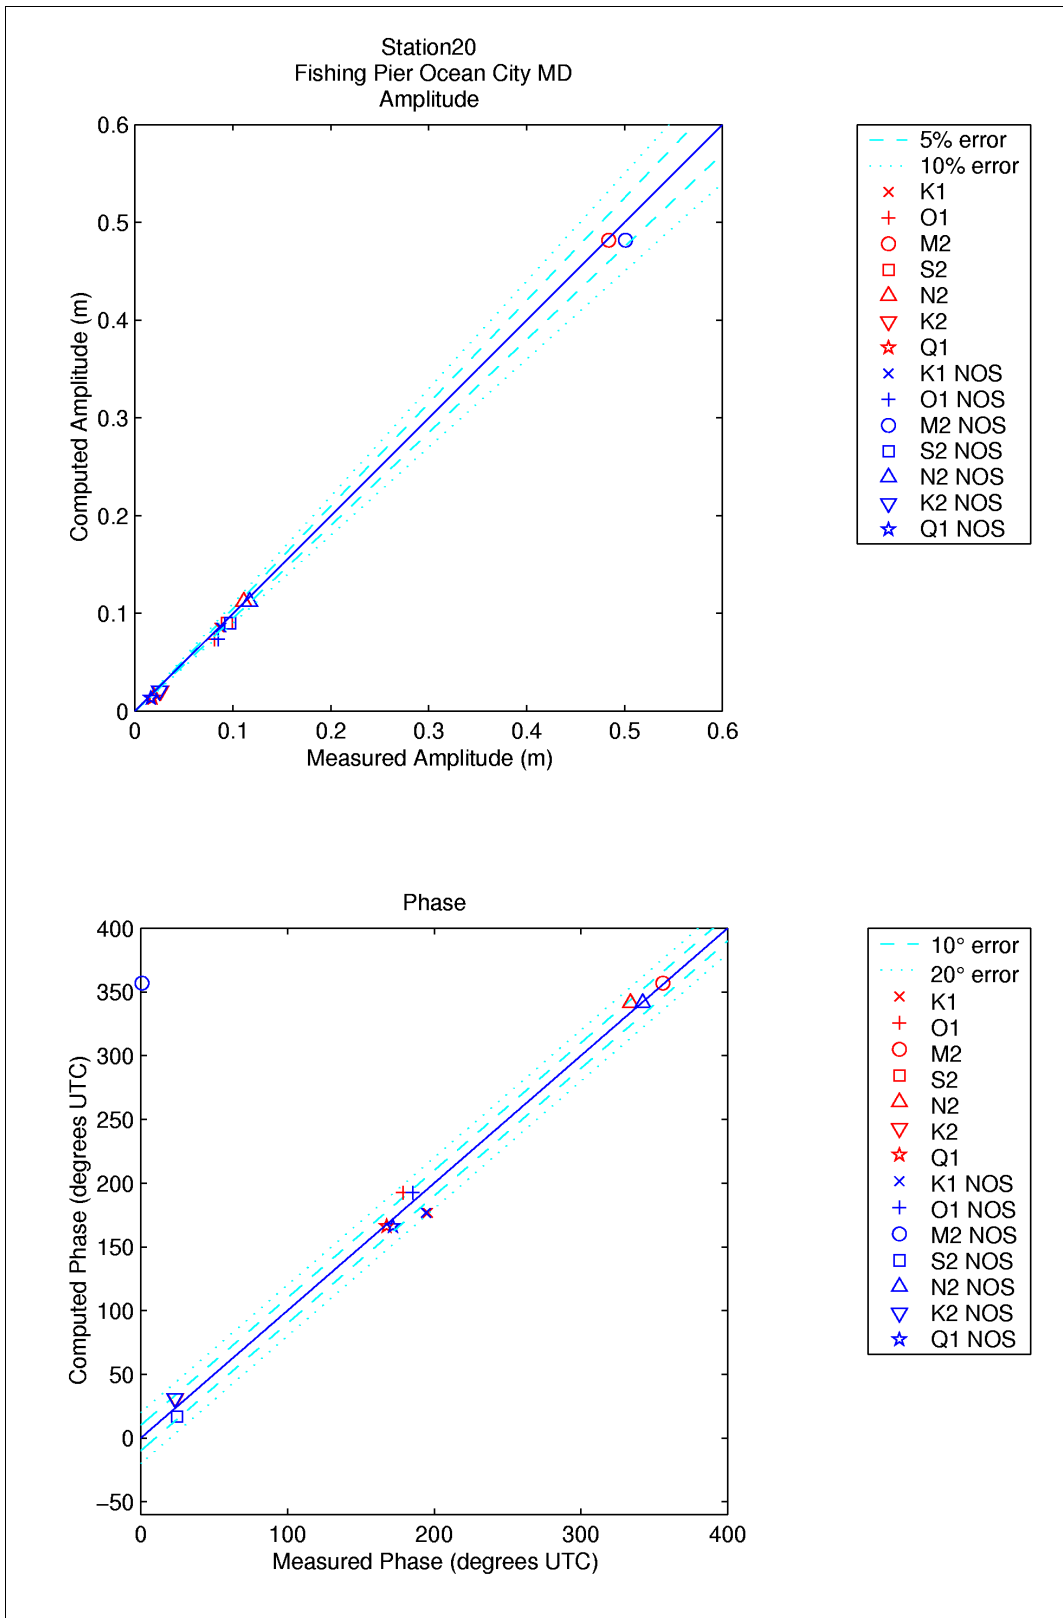 Station20
Fishing Pier Ocean City MD
Amplitude
0.6
0.5
0.4
0.3
0.2
0.1
0
Computed Amplitude (m)
0 0.1 0.2 0.3 0.4 0.5 0.6
Measured Amplitude (m)
5% error
10% error
K1
O1
M2
S2
N2
K2
Q1
K1 NOS
O1 NOS
M2 NOS
S2 NOS
N2 NOS
K2 NOS
Q1 NOS
Phase
400
350
300
250
200
150
100
50
0
−50
Computed Phase (degrees UTC)
0 100 200 300 400
Measured Phase (degrees UTC)
10° error
20° error
K1
O1
M2
S2
N2
K2
Q1
K1 NOS
O1 NOS
M2 NOS
S2 NOS
N2 NOS
K2 NOS
Q1 NOS